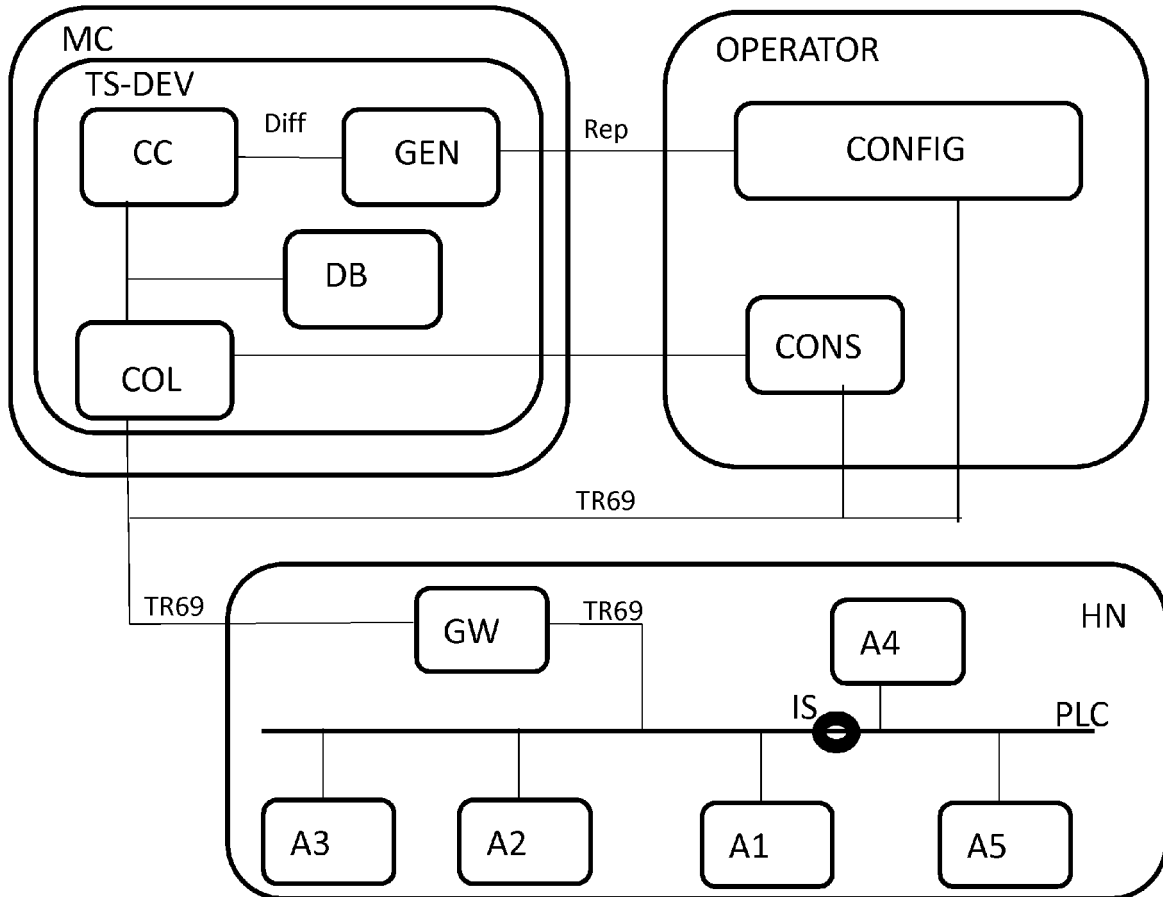 MC
OPERATOR
TS-DEV
CC
Diff
GEN
Rep
CONFIG
DB
COL
CONS
TR69
TR69
GW
TR69
A4
HN
IS
PLC
A3
A2
A1
A5